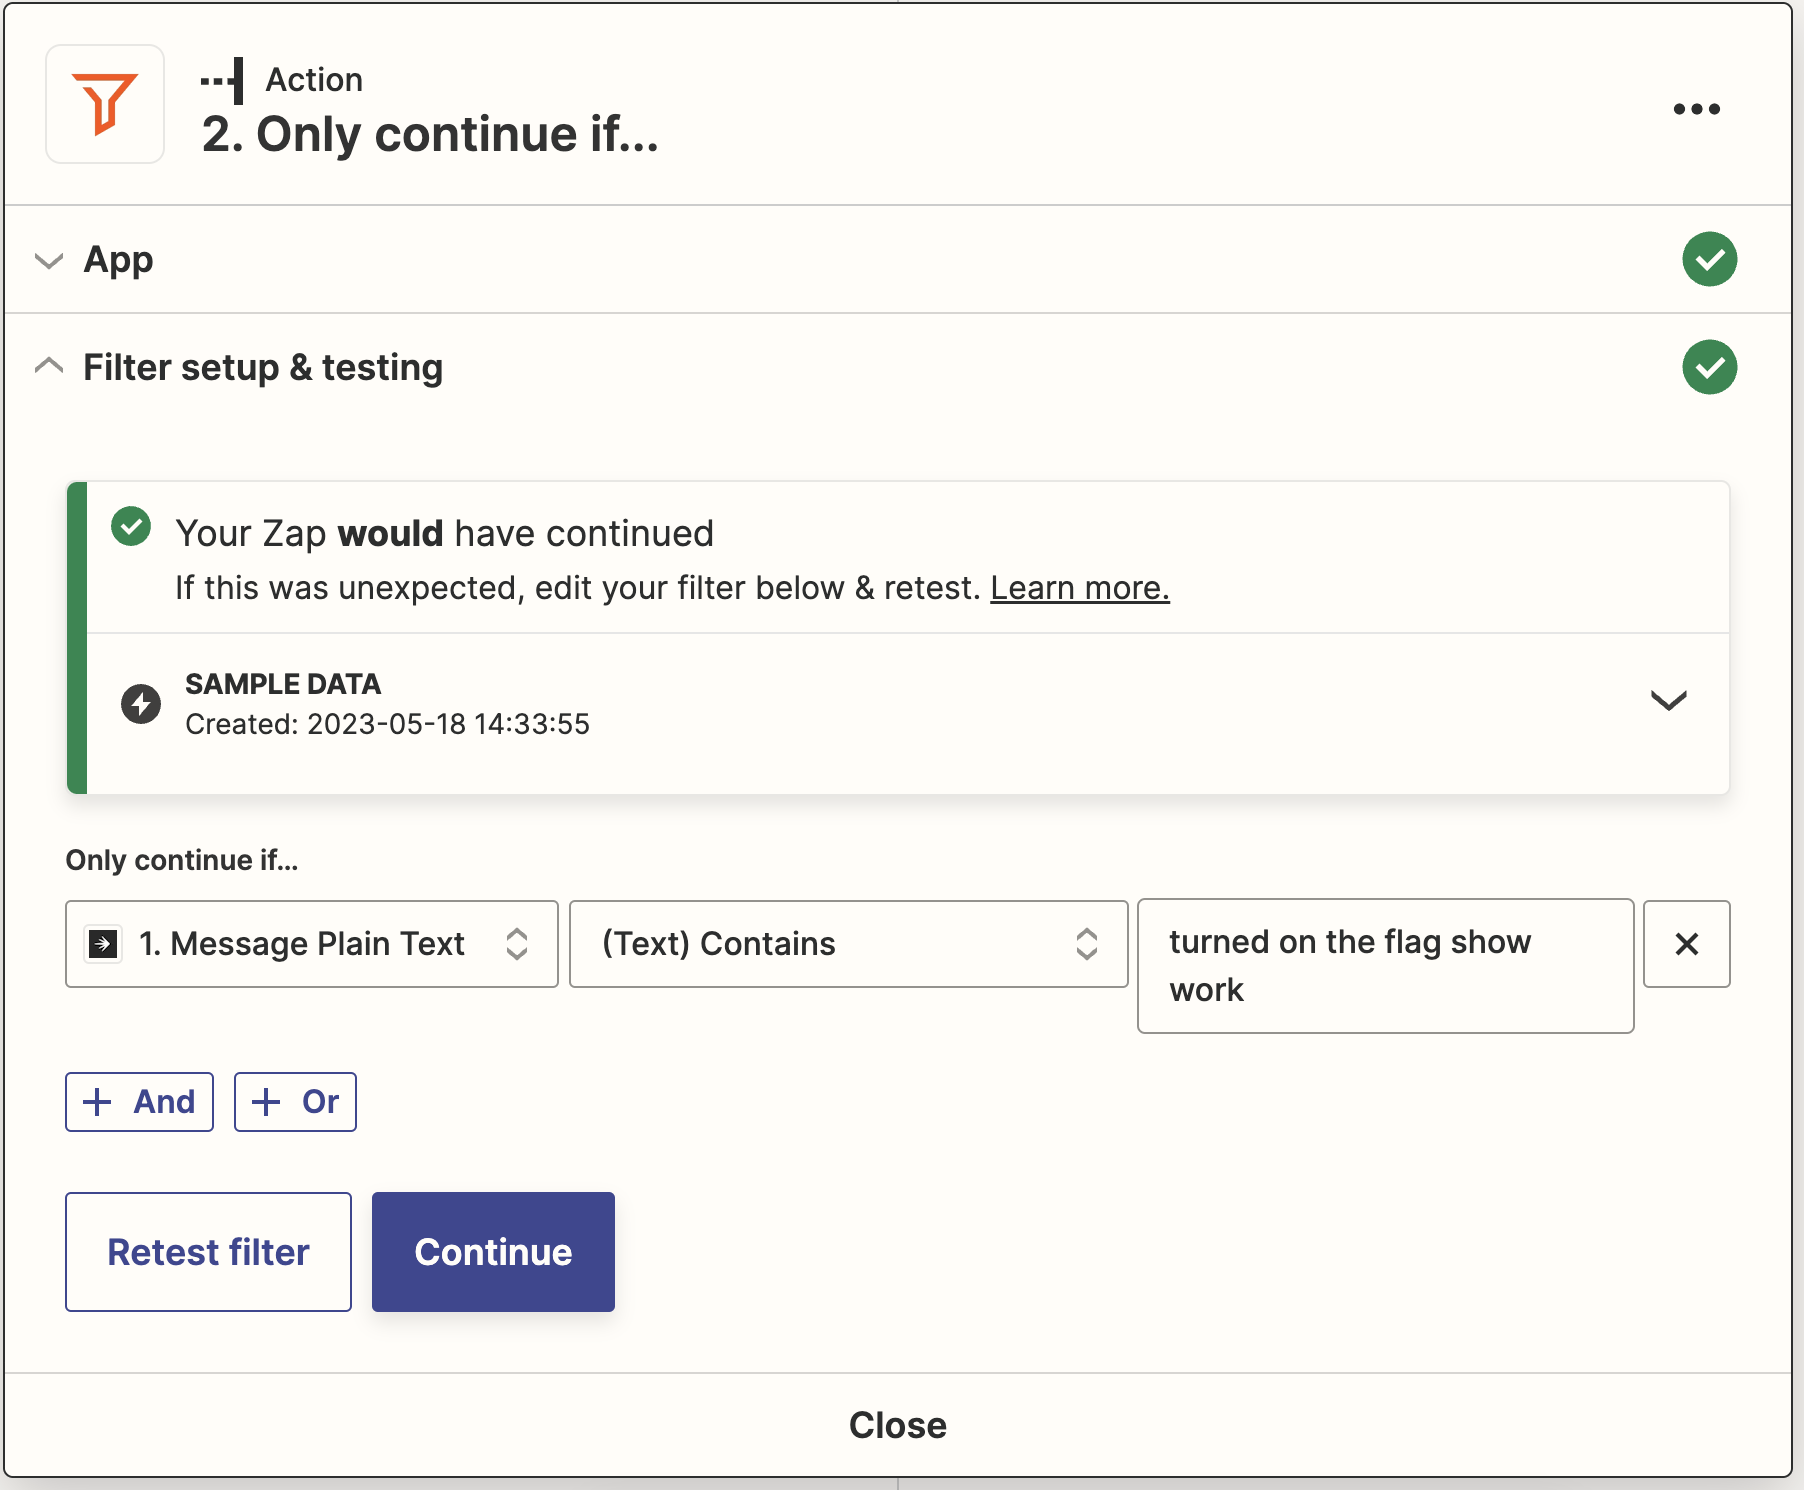 Action
2. Only continue if...
App
Filter setup & testing
Your Zap would have continued
If this was unexpected, edit your filter below & retest. Learn more.
SAMPLE DATA
Created: 2023-05-18 14:33:55
Only continue if...
1. Message Plain Text
(Text) Contains
turned on the flag show
work
And
Or
Retest filter
Continue
Close